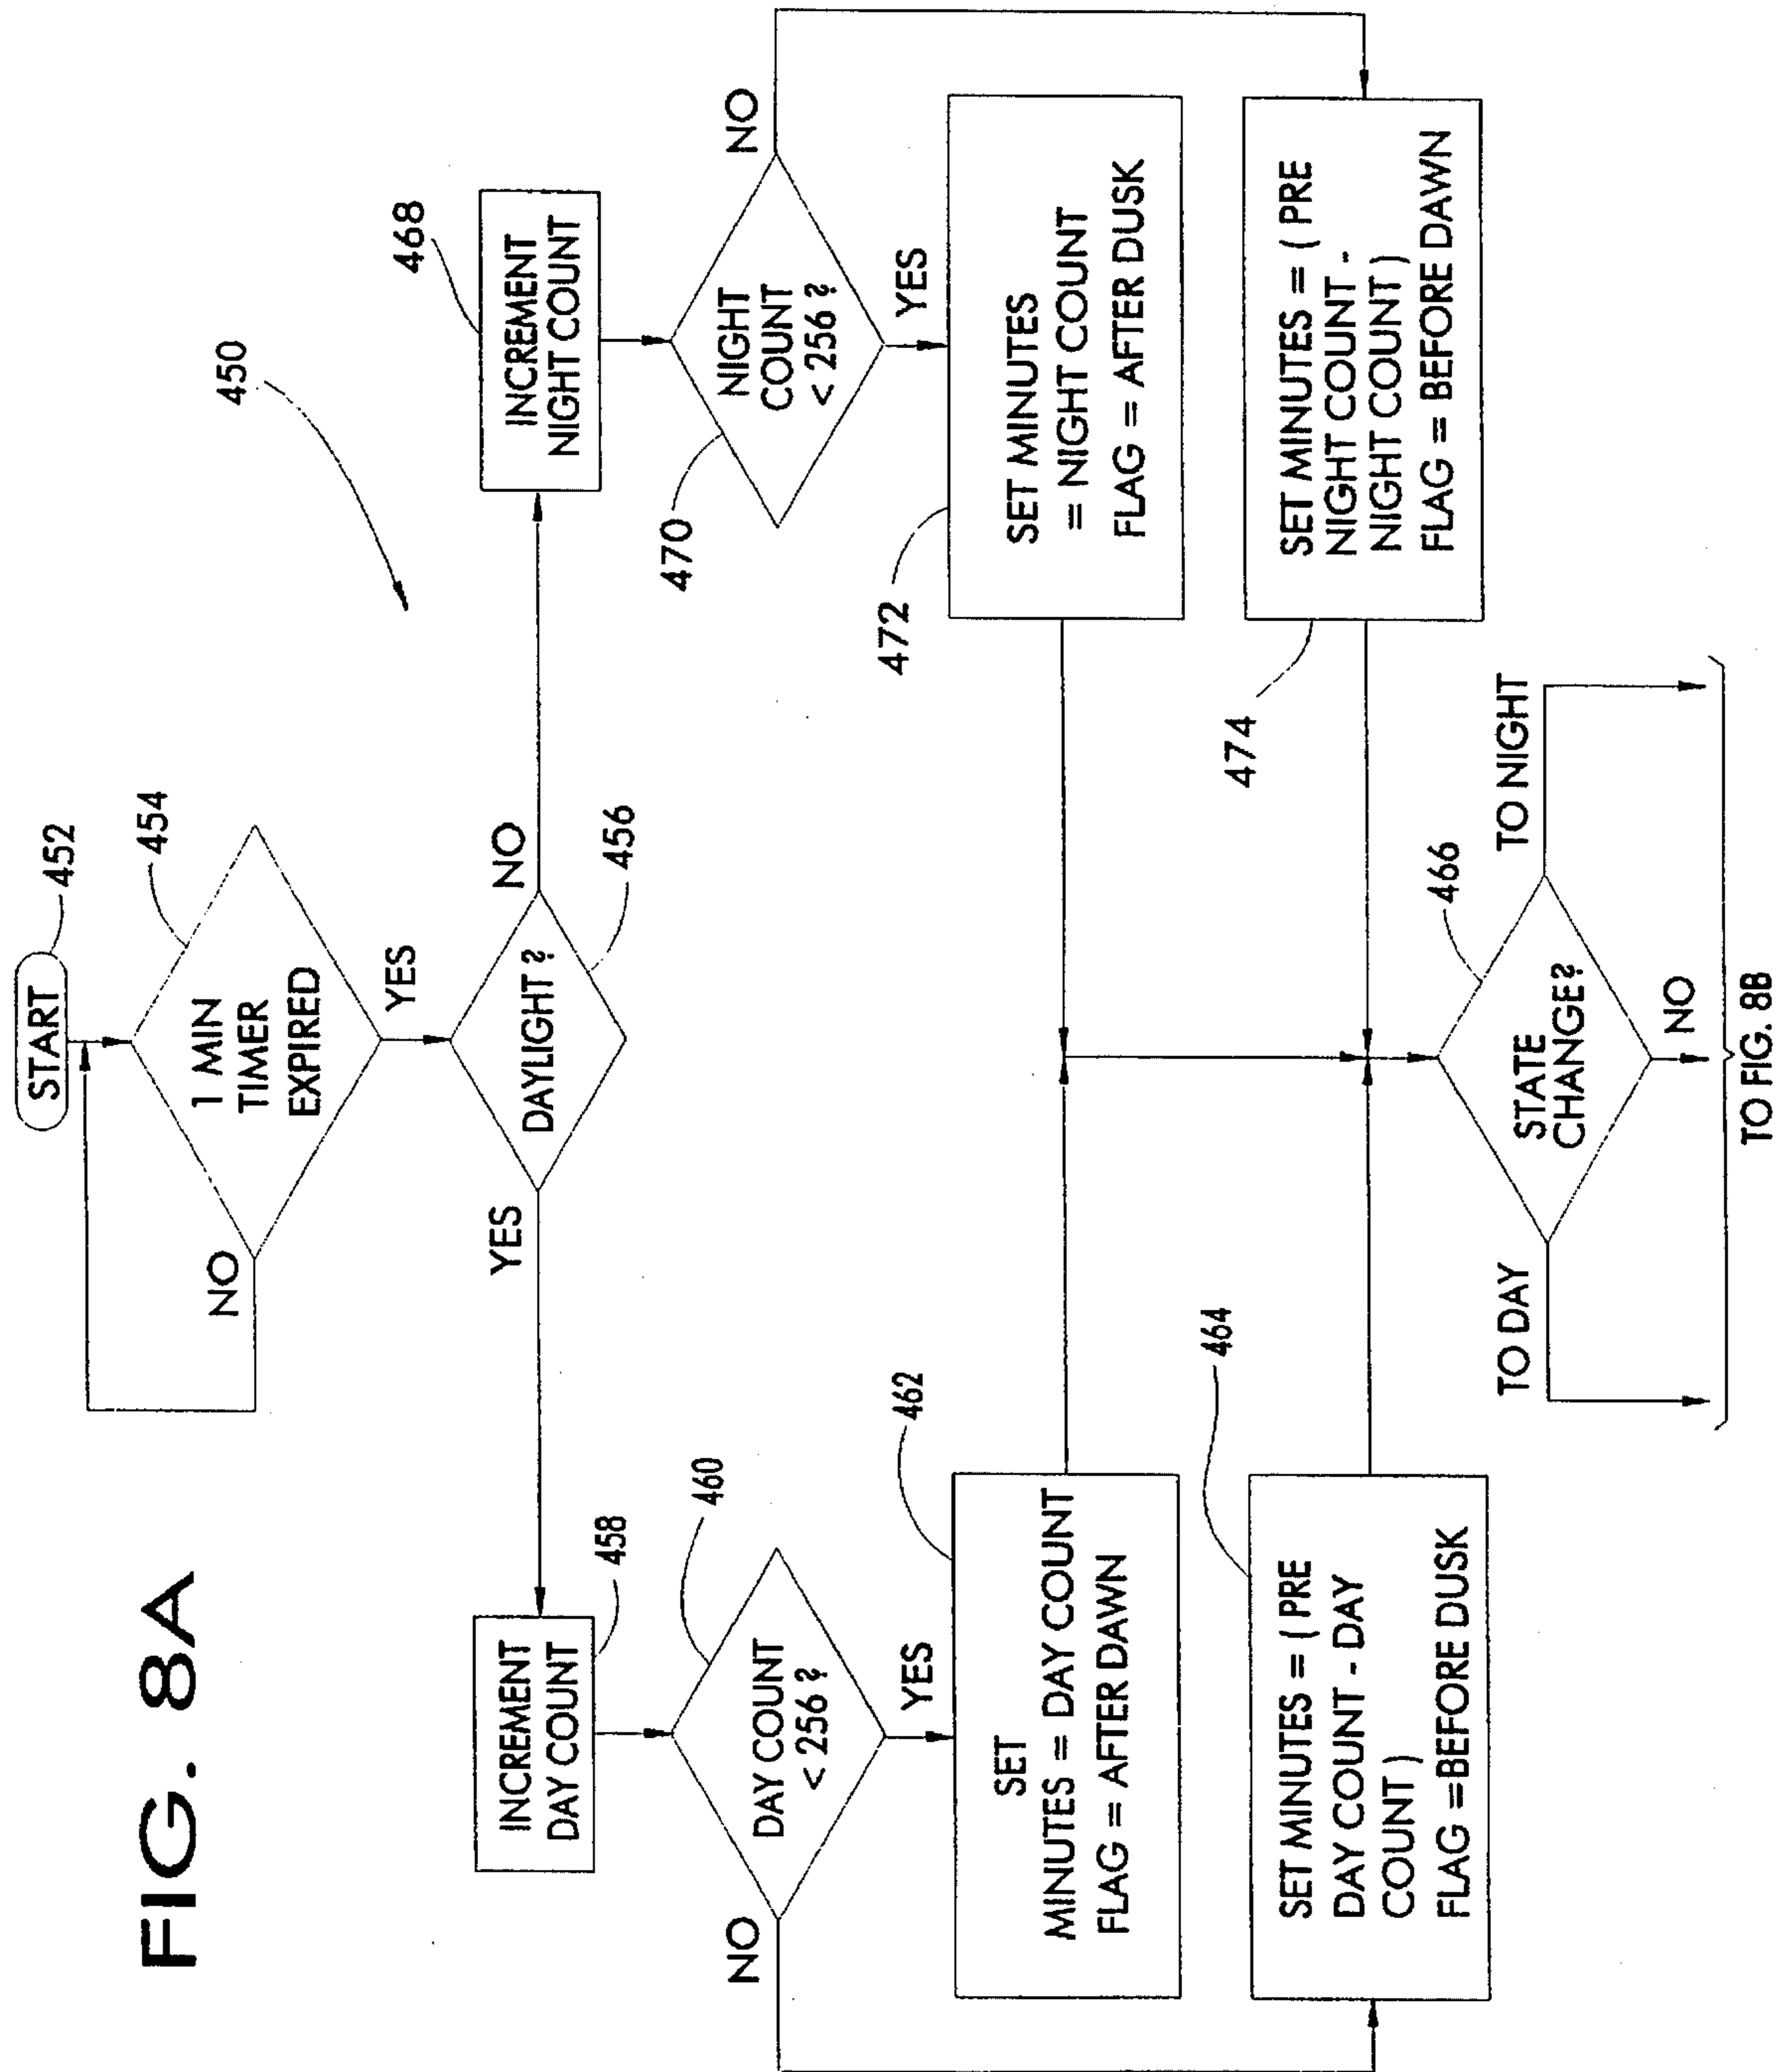 FIG. 8A
START
452
454
1 MIN
TIMER
EXPIRED
NO
YES
DAYLIGHT ?
456
YES
NO
450
INCREMENT
DAY COUNT
458
INCREMENT
NIGHT COUNT
468
DAY COUNT
< 256 ?
460
NO
YES
NIGHT
COUNT
< 256 ?
470
NO
YES
SET
MINUTES = DAY COUNT
FLAG = AFTER DAWN
462
SET MINUTES
= NIGHT COUNT
FLAG = AFTER DUSK
472
SET MINUTES = ( PRE
DAY COUNT - DAY
COUNT )
FLAG =BEFORE DUSK
464
SET MINUTES = ( PRE
NIGHT COUNT -
NIGHT COUNT)
FLAG = BEFORE DAWN
474
STATE
CHANGE?
466
TO DAY
NO
TO NIGHT
TO FIG. 8B